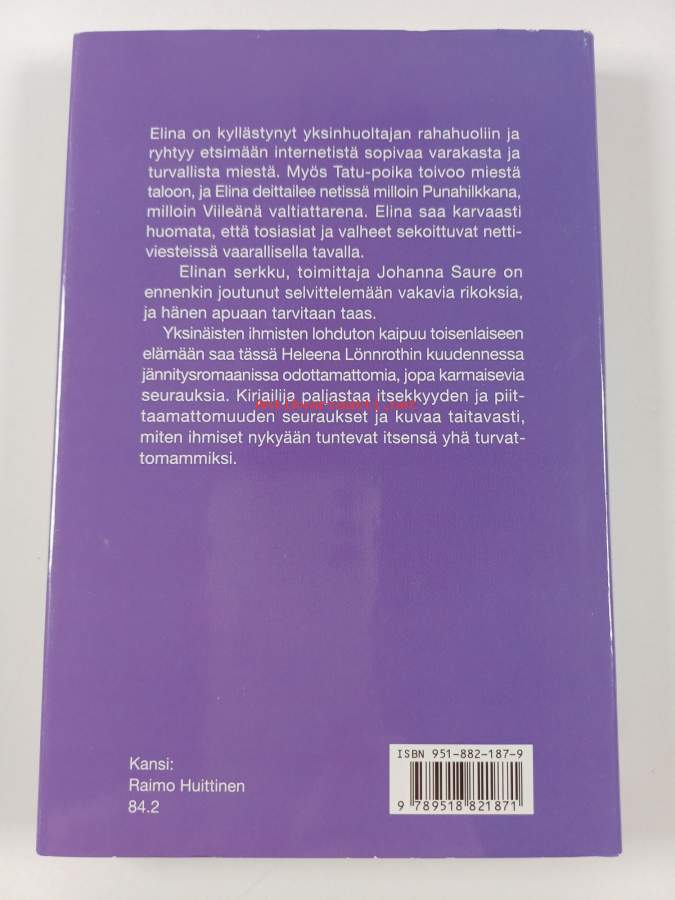 Elina on kyllästynyt yksinhuoltajan rahahuoliin ja
ryhtyy etsimään internetistä sopivaa varakasta ja
turvallista miestä. Myös Tatu-poika toivoo miestä
taloon, ja Elina deittailee netissä milloin Punahilkkana,
milloin Viileänä valtiattarena. Elina saa karvaasti
huomata, että tosiasiat ja valheet sekoittuvat netti-
viesteissä vaarallisella tavalla.
Elinan serkku, toimittaja Johanna Saure on
ennenkin joutunut selvittelemään vakavia rikoksia,
ja hänen apuaan tarvitaan taas.
Yksinäisten ihmisten lohduton kaipuu toisenlaiseen
elämään saa tässä Heleena Lönnrothin kuudennessa
jännitysromaanissa odottamattomia, jopa karmaisevia
seurauksia. Kirjailija paljastaa itsekkyyden ja piit-
taamattomuuden seuraukset ja kuvaa taitavasti,
miten ihmiset nykyään tuntevat itsensä yhä turvat-
tomammiksi.
ISBN 951-882-187-9
Kansi:
Raimo Huittinen
84.2
9 789518 821871